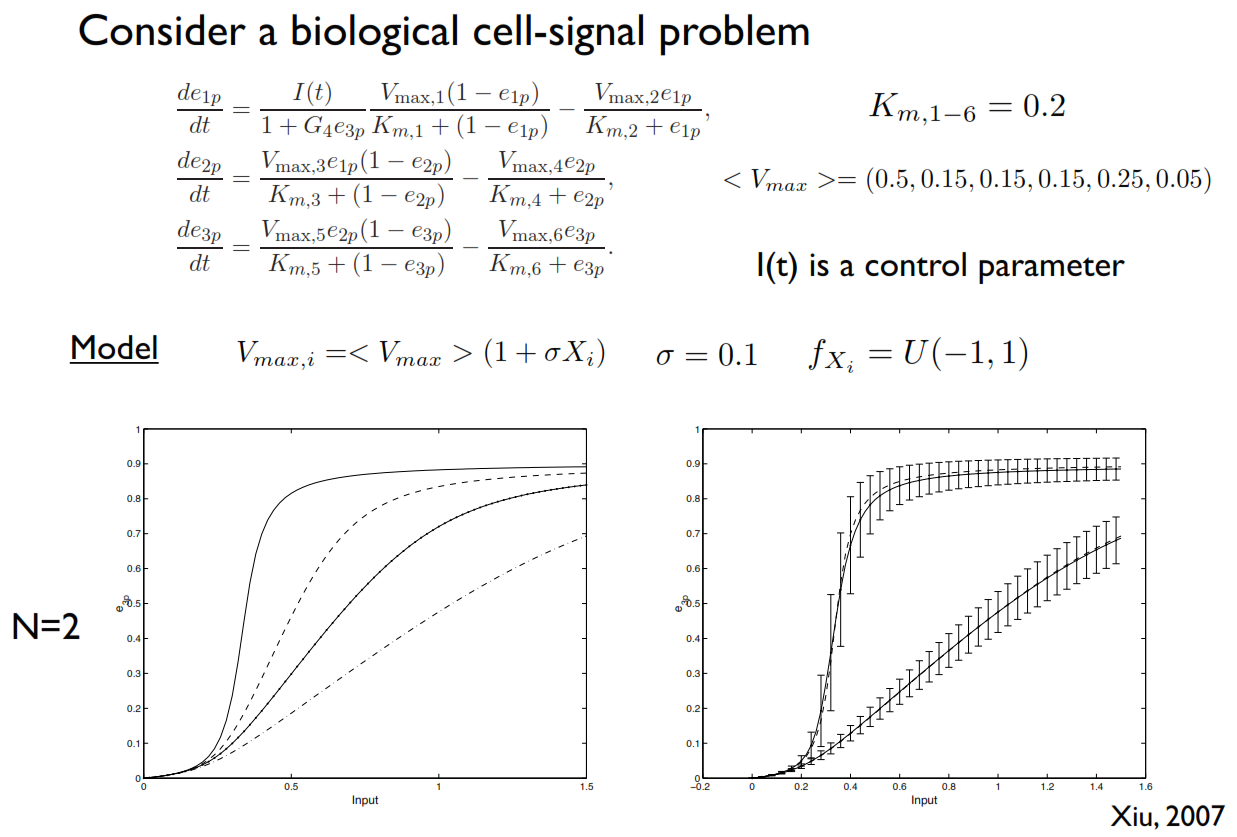 Consider a biological cell-signal problem
\frac{de_{1p}}{dt} = \frac{I(t)}{1 + G_4 e_{3p}} \frac{V_{\max,1}(1 - e_{1p})}{K_{m,1} + (1 - e_{1p})} - \frac{V_{\max,2} e_{1p}}{K_{m,2} + e_{1p}},
K_{m,1-6} = 0.2
\frac{de_{2p}}{dt} = \frac{V_{\max,3} e_{1p}(1 - e_{2p})}{K_{m,3} + (1 - e_{2p})} - \frac{V_{\max,4} e_{2p}}{K_{m,4} + e_{2p}},
< V_{max} >= (0.5, 0.15, 0.15, 0.15, 0.25, 0.05)
\frac{de_{3p}}{dt} = \frac{V_{\max,5} e_{2p}(1 - e_{3p})}{K_{m,5} + (1 - e_{3p})} - \frac{V_{\max,6} e_{3p}}{K_{m,6} + e_{3p}}.
I(t) is a control parameter
Model
V_{max,i} =< V_{max} > (1 + \sigma X_i)
\sigma = 0.1
f_{X_i} = U(-1, 1)
N=2
1
0.9
0.8
0.7
0.6
0.5
0.4
0.3
0.2
0.1
0
e_{3p}
0
0.5
1
1.5
Input
1
0.9
0.8
0.7
0.6
0.5
0.4
0.3
0.2
0.1
0
e_{3p}
−0.2
0
0.2
0.4
0.6
0.8
1
1.2
1.4
1.6
Input
Xiu, 2007